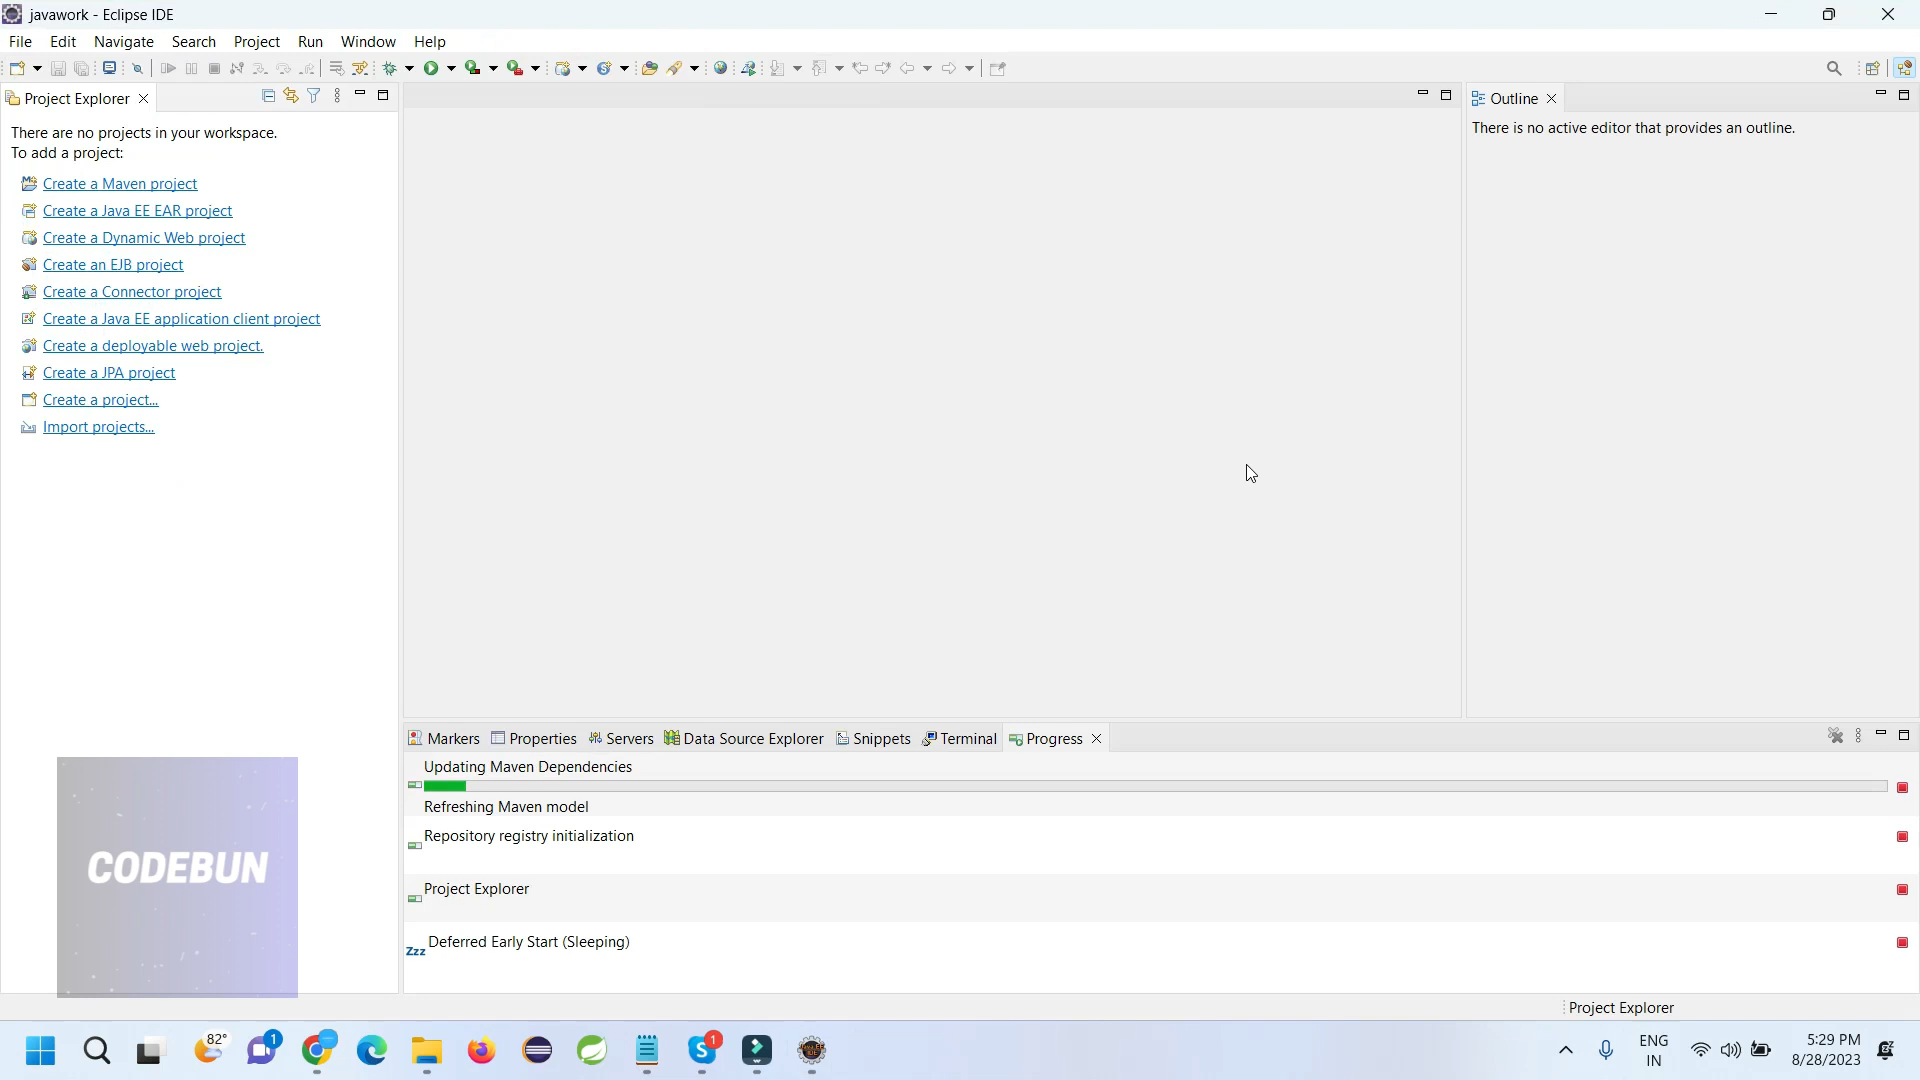 javawork - Eclipse IDE
File Edit Navigate Search Project Run Window Help
Project Explorer
There are no projects in your workspace.
To add a project:
Create a Maven project
Create a Java EE EAR project
Create a Dynamic Web project
Create an EJB project
Create a Connector project
Create a Java EE application client project
Create a deployable web project.
Create a JPA project
Create a project...
Import projects...
Outline
There is no active editor that provides an outline.
Markers Properties Servers Data Source Explorer Snippets Terminal Progress
Updating Maven Dependencies
Refreshing Maven model
Repository registry initialization
Project Explorer
Zzz Deferred Early Start (Sleeping)
CODEBUN
Project Explorer
82°
1
1
ENG
IN
5:29 PM
8/28/2023